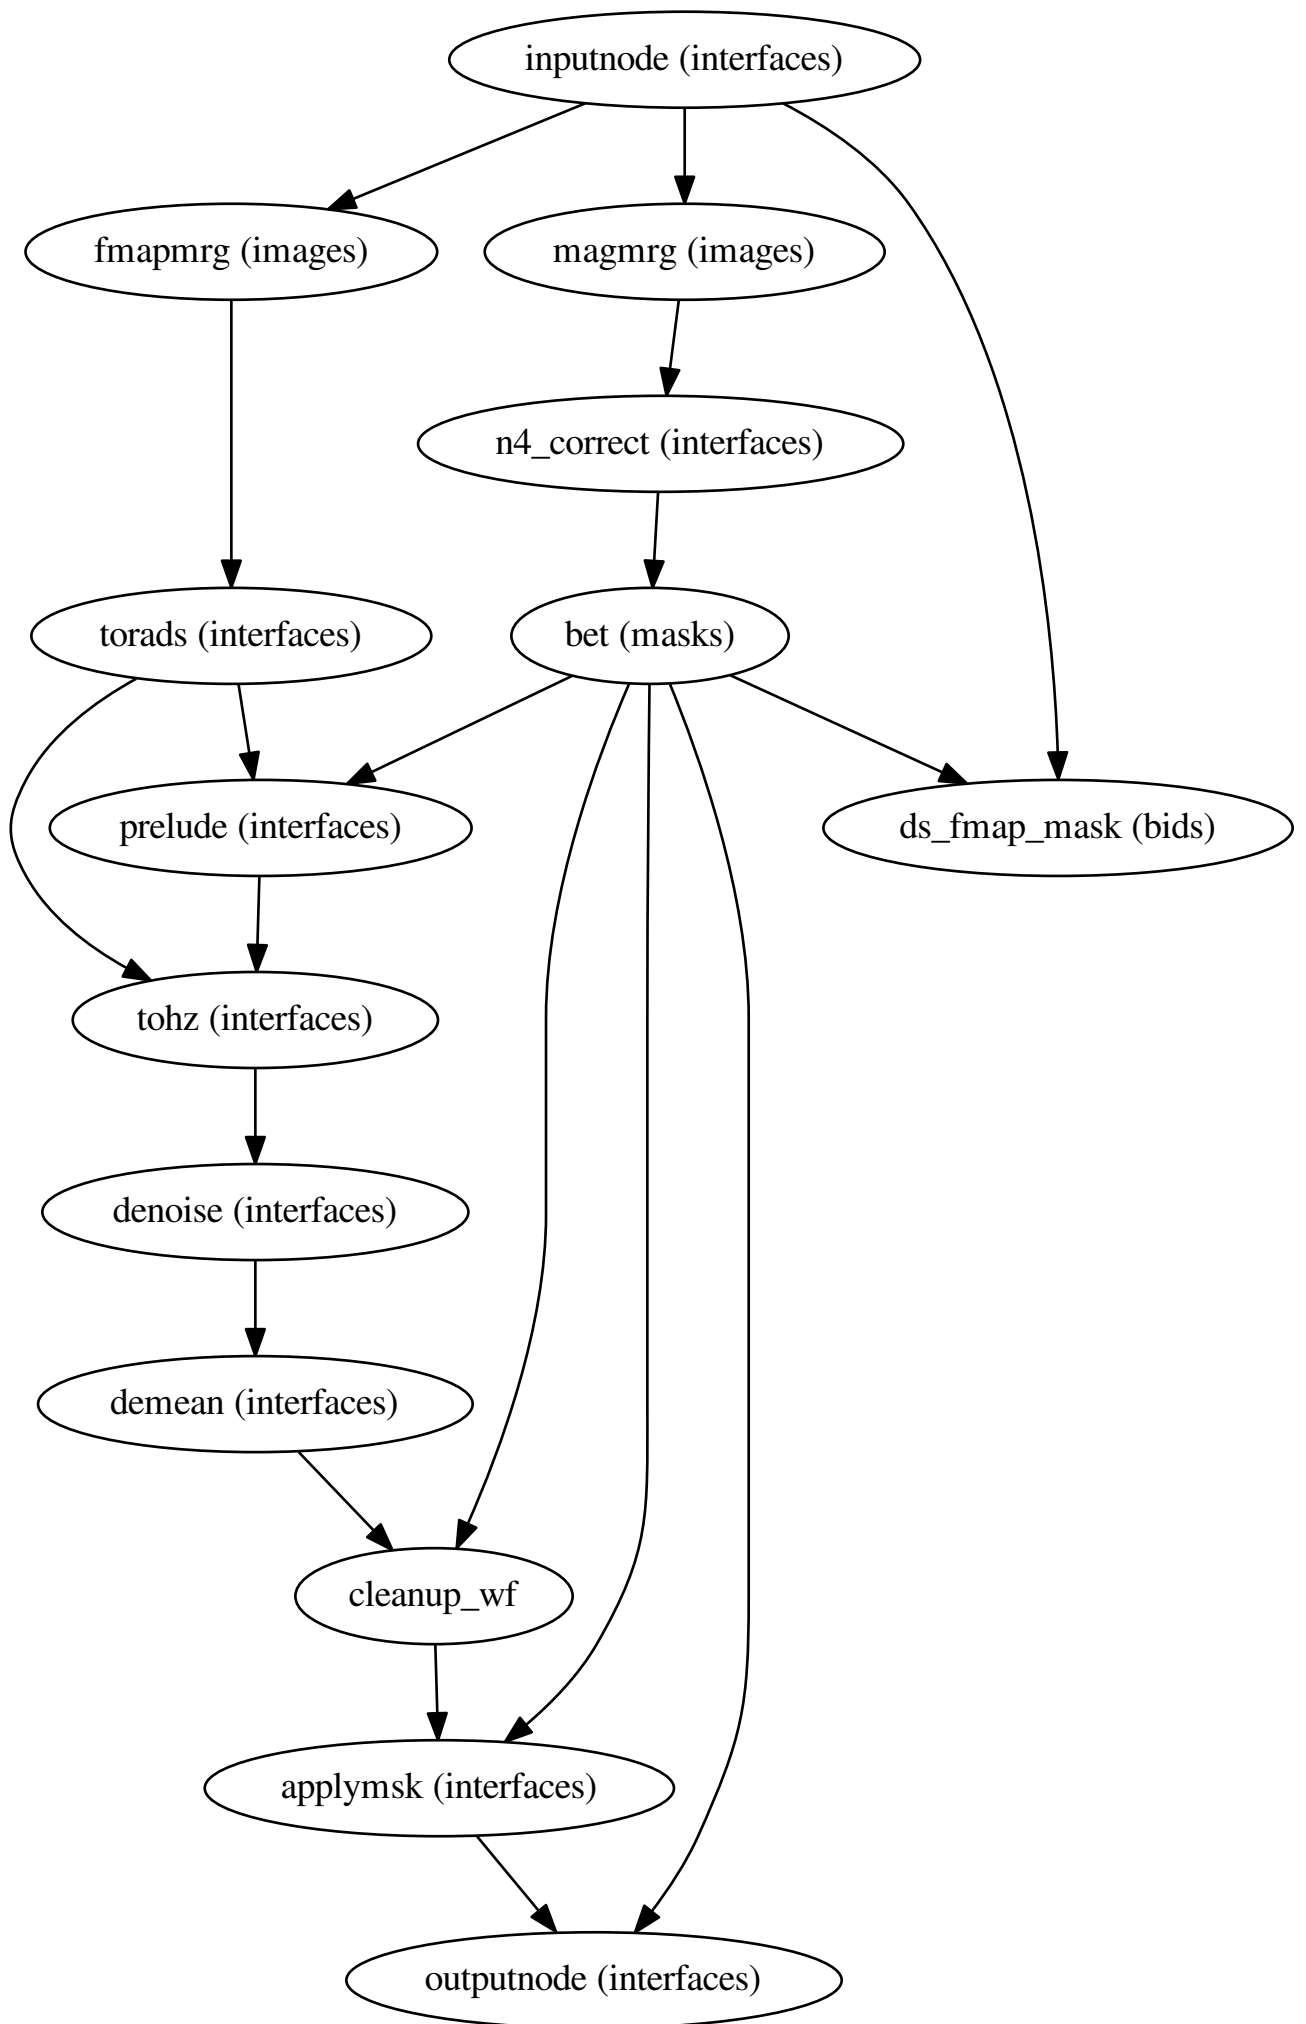 inputnode (interfaces)
fmapmrg (images)
magmrg (images)
n4_correct (interfaces)
torads (interfaces)
bet (masks)
prelude (interfaces)
ds_fmap_mask (bids)
tohz (interfaces)
denoise (interfaces)
demean (interfaces)
cleanup_wf
applymsk (interfaces)
outputnode (interfaces)